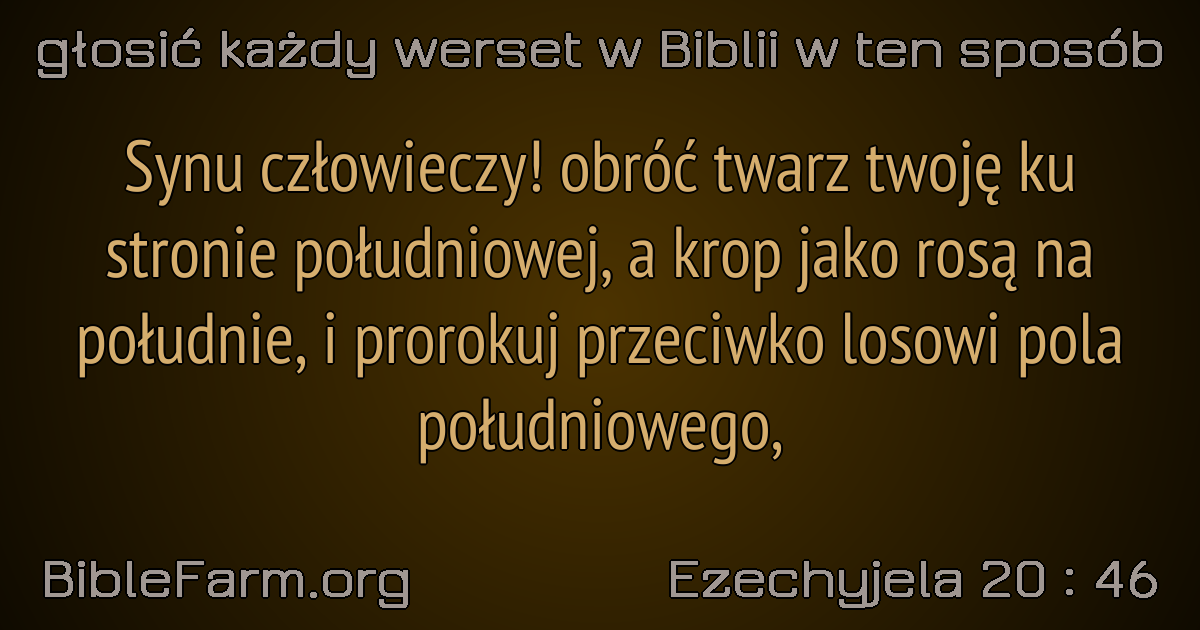 głosić każdy werset w Biblii w ten sposób
Synu człowieczy! obróć twarz twoję ku
stronie południowej, a krop jako rosą na
południe, i prorokuj przeciwko losowi pola
południowego,
BibleFarm.org
Ezechyjela 20 : 46